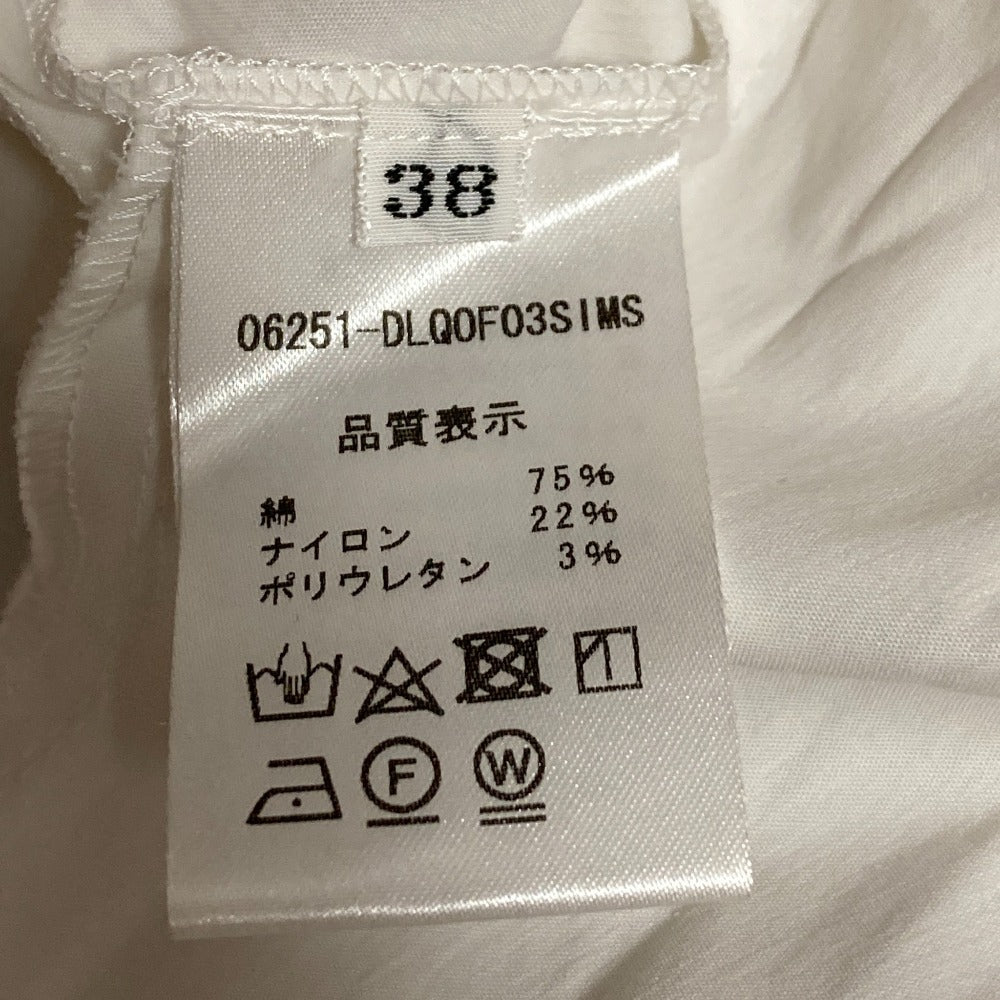 38
06251-DLQ0F03SIMS
品質表示
綿 75%
ナイロン 22%
ポリウレタン 3%
F W